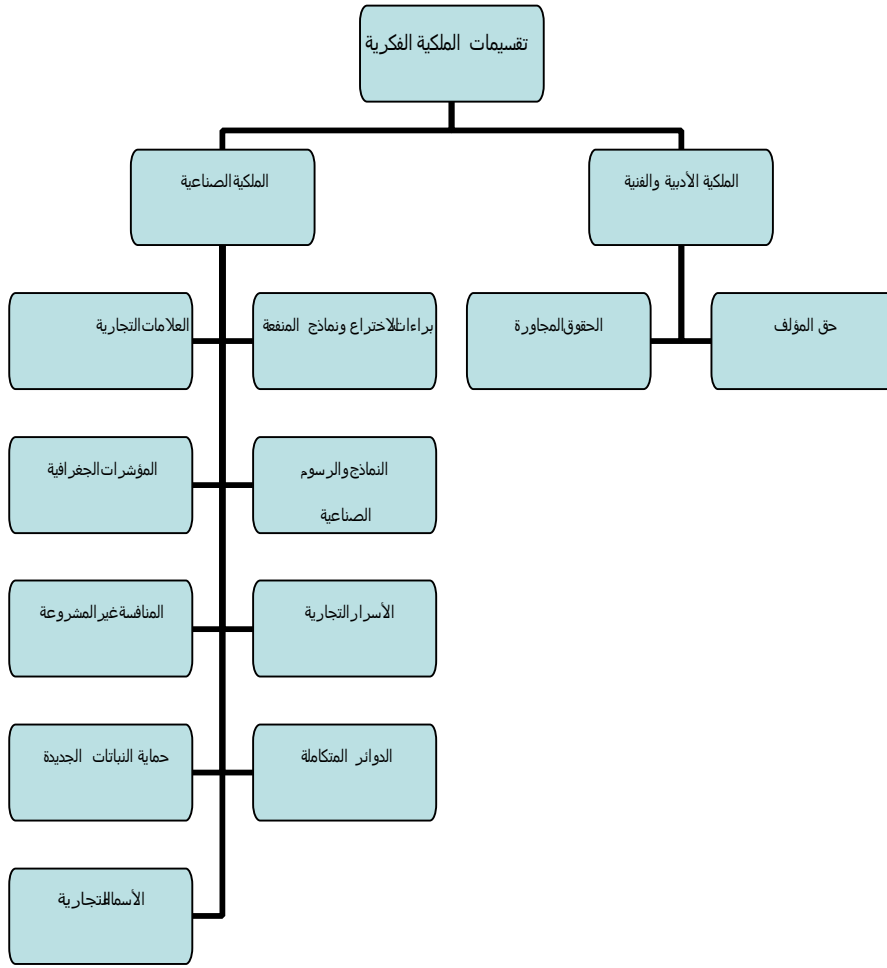 تقسيمات الملكية الفكرية
الملكية الأدبية والفنية
الملكية الصناعية
حق المؤلف
الحقوق المجاورة
براءات الاختراع ونماذج المنفعة
العلامات التجارية
النماذج والرسوم
الصناعية
المؤشرات الجغرافية
الأسرار التجارية
المنافسة غير المشروعة
الدوائر المتكاملة
حماية النباتات الجديدة
الأسماء التجارية